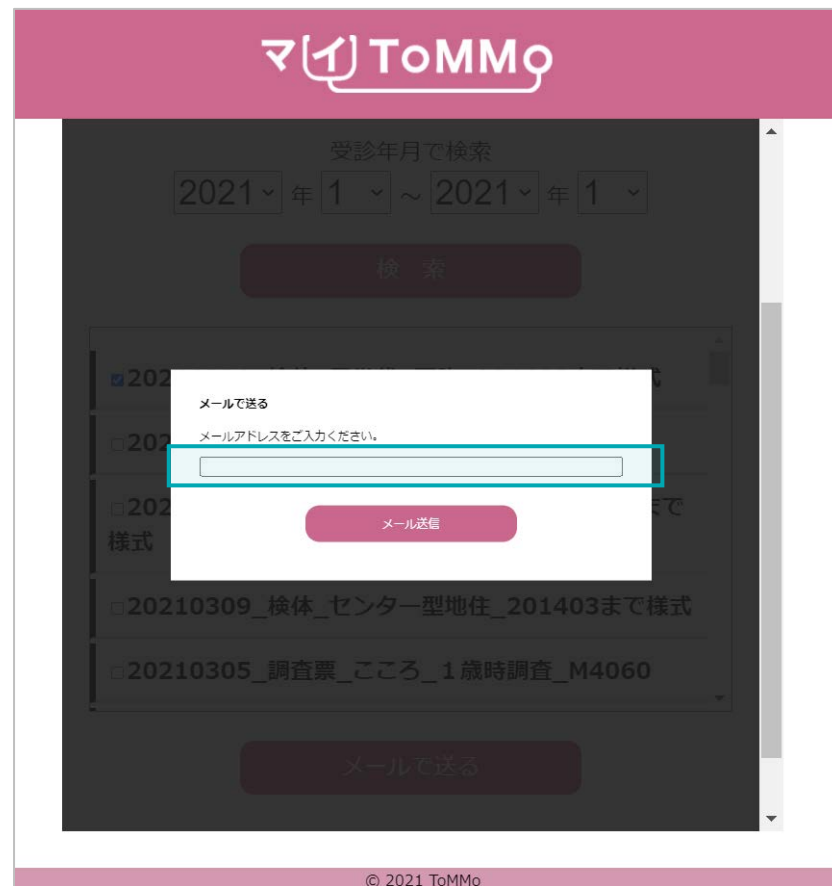 マイ ToMMo
受診年月で検索
2021 年 1 ～ 2021 年 1
検 索
202
メールで送る
メールアドレスをご入力ください。
202
202 まで
様式
メール送信
20210309_検体_センター型地住_201403まで様式
20210305_調査票_こころ_1歳時調査_M4060
メールで送る
© 2021 ToMMo